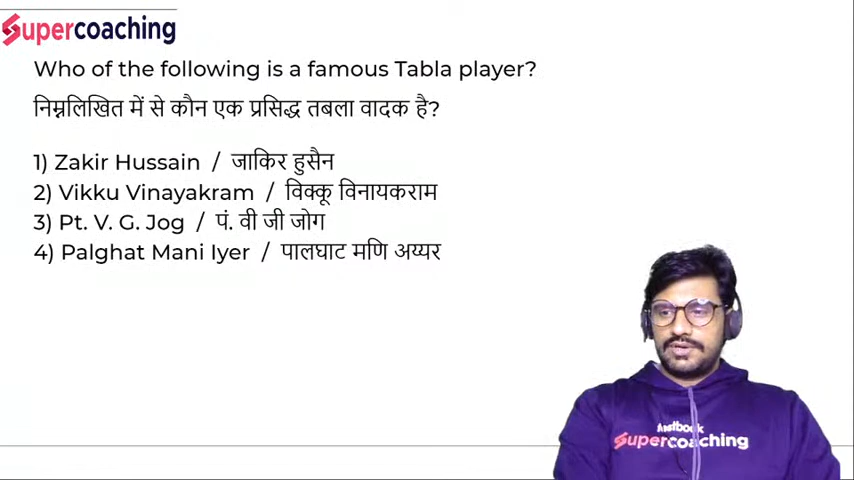 Supercoaching
Who of the following is a famous Tabla player?
निम्नलिखित में से कौन एक प्रसिद्ध तबला वादक है?
1) Zakir Hussain / जाकिर हुसैन
2) Vikku Vinayakram / विक्कू विनायकराम
3) Pt. V. G. Jog / पं. वी जी जोग
4) Palghat Mani Iyer / पालघाट मणि अय्यर
testbook
Supercoaching